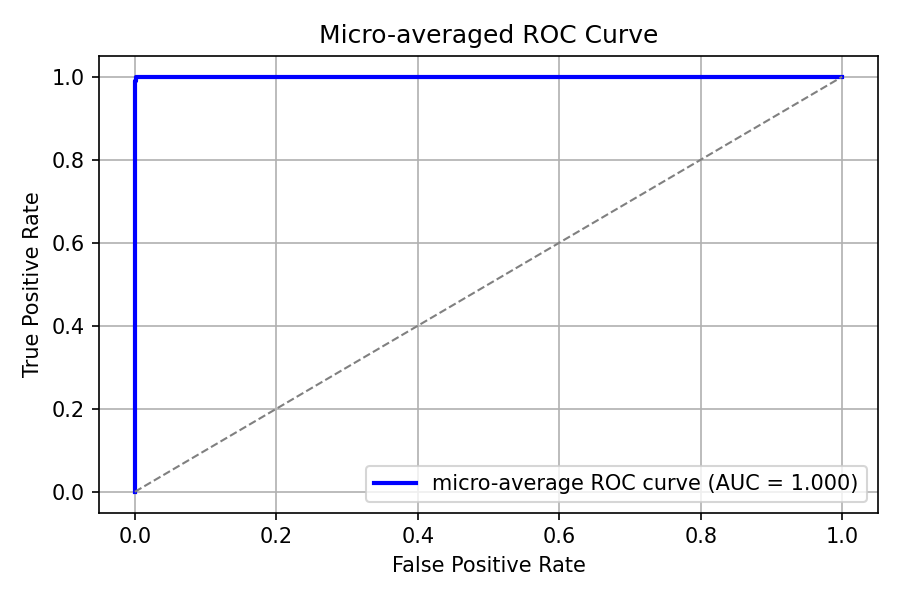 Micro-averaged ROC Curve
True Positive Rate
1.0
0.8
0.6
0.4
0.2
0.0
micro-average ROC curve (AUC = 1.000)
0.0 0.2 0.4 0.6 0.8 1.0
False Positive Rate